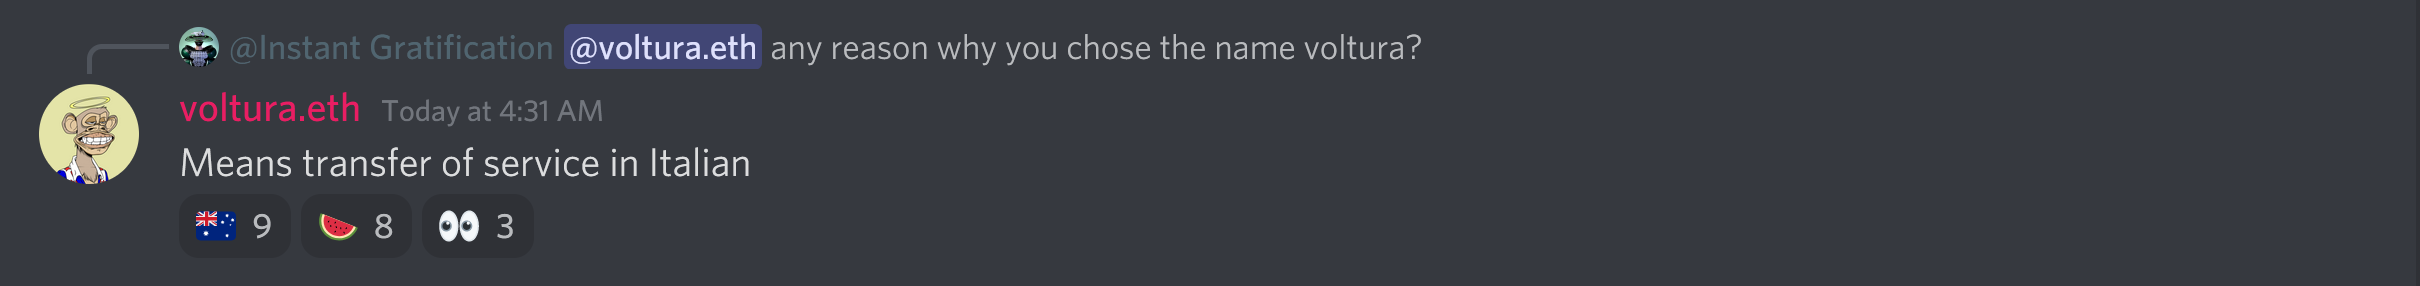 @Instant Gratification @voltura.eth any reason why you chose the name voltura?
voltura.eth Today at 4:31 AM
Means transfer of service in Italian
9 8 3